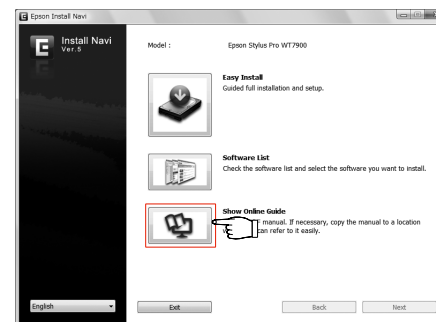 Epson Install Navi
Install Navi
Ver.5
Model : Epson Stylus Pro WT7900
Easy Install
Guided full installation and setup.
Software List
Check the software list and select the software you want to install.
Show Online Guide
manual. If necessary, copy the manual to a location
can refer to it easily.
English
Exit
Back
Next